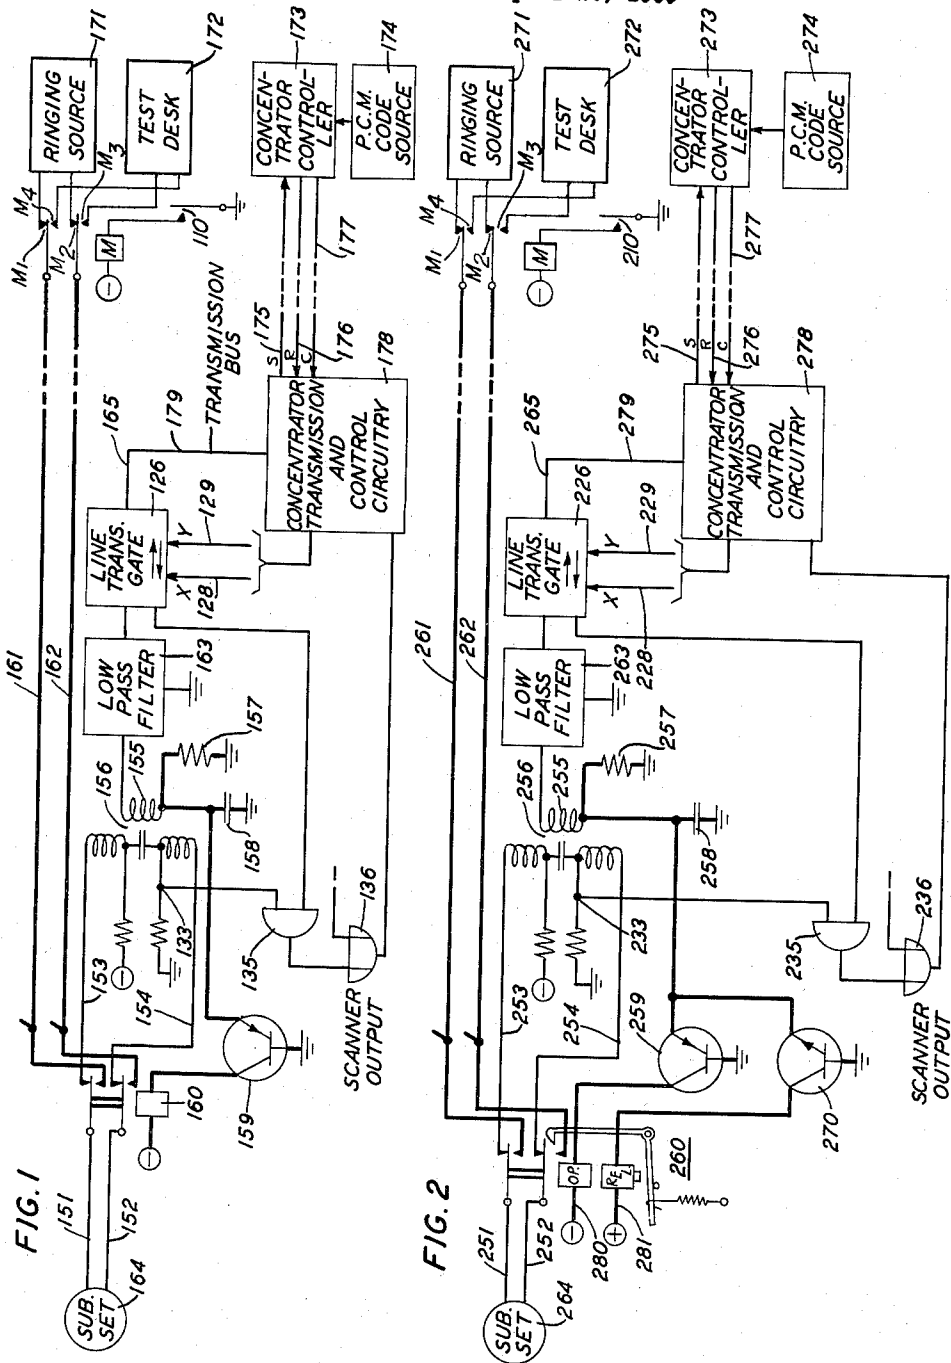 FIG. 1
SUB.
SET
164
151
152
153
154
160
159
133
135
136
SCANNER
OUTPUT
156
155
157
158
LOW
PASS
FILTER
163
161
162
LINE
TRANS.
GATE
126
X
Y
128
129
165
179
TRANSMISSION
BUS
CONCENTRATOR
TRANSMISSION
AND
CONTROL
CIRCUITRY
178
S
R
C
175
176
177
M1
M4
M2
M3
M
110
RINGING
SOURCE
171
TEST
DESK
172
CONCEN-
TRATOR
CONTROL-
LER
173
P.C.M.
CODE
SOURCE
174
FIG. 2
SUB.
SET
264
251
252
253
254
OP.
REL
280
281
260
259
270
233
235
236
SCANNER
OUTPUT
256
255
257
258
LOW
PASS
FILTER
263
261
262
LINE
TRANS.
GATE
226
X
Y
228
229
265
279
CONCENTRATOR
TRANSMISSION
AND
CONTROL
CIRCUITRY
278
S
R
C
275
276
277
M1
M4
M2
M3
M
210
RINGING
SOURCE
271
TEST
DESK
272
CONCEN-
TRATOR
CONTROL-
LER
273
P.C.M.
CODE
SOURCE
274